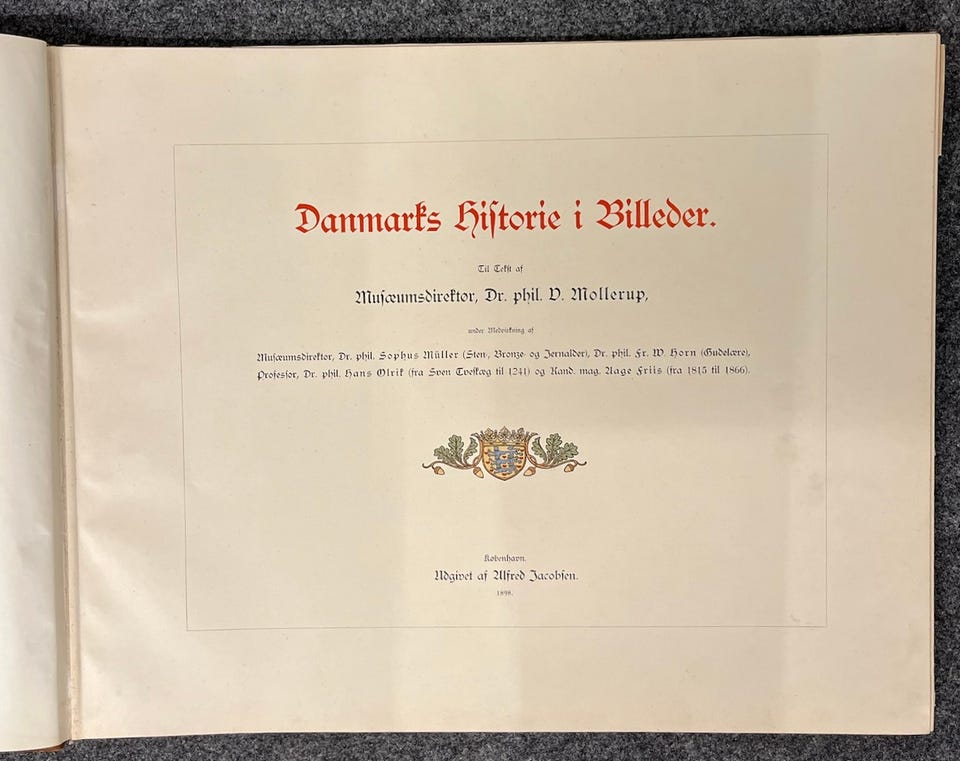 Danmarks Historie i Billeder.
Til Tekst af
Musæumsdirektor, Dr. phil. V. Mollerup,
under Medvirkning af
Musæumsdirektor, Dr. phil. Sophus Müller (Sten-, Bronze- og Jernalder), Dr. phil. Fr. W. Horn (Gudelære),
Professor, Dr. phil. Hans Olrik (fra Sven Tveskæg til 1241) og Kand. mag. Aage Friis (fra 1815 til 1866).
København.
Udgivet af Alfred Jacobsen.
1898.